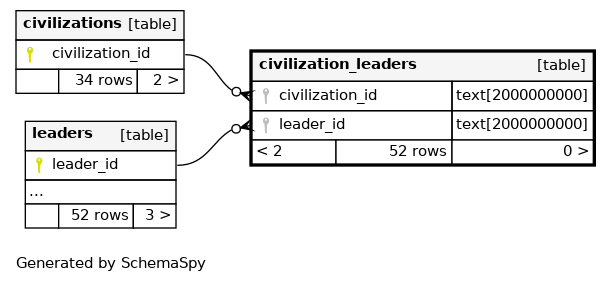 civilizations [table]
civilization_id
34 rows 2 >
leaders [table]
leader_id
...
52 rows 3 >
civilization_leaders [table]
civilization_id text[2000000000]
leader_id text[2000000000]
< 2 52 rows 0 >
Generated by SchemaSpy